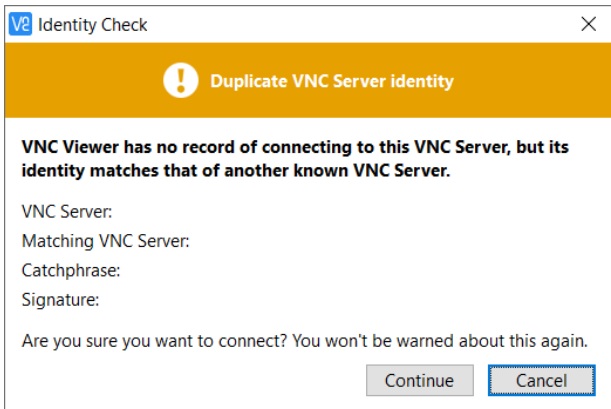 V2 Identity Check
Duplicate VNC Server identity
VNC Viewer has no record of connecting to this VNC Server, but its
identity matches that of another known VNC Server.
VNC Server:
Matching VNC Server:
Catchphrase:
Signature:
Are you sure you want to connect? You won't be warned about this again.
Continue Cancel